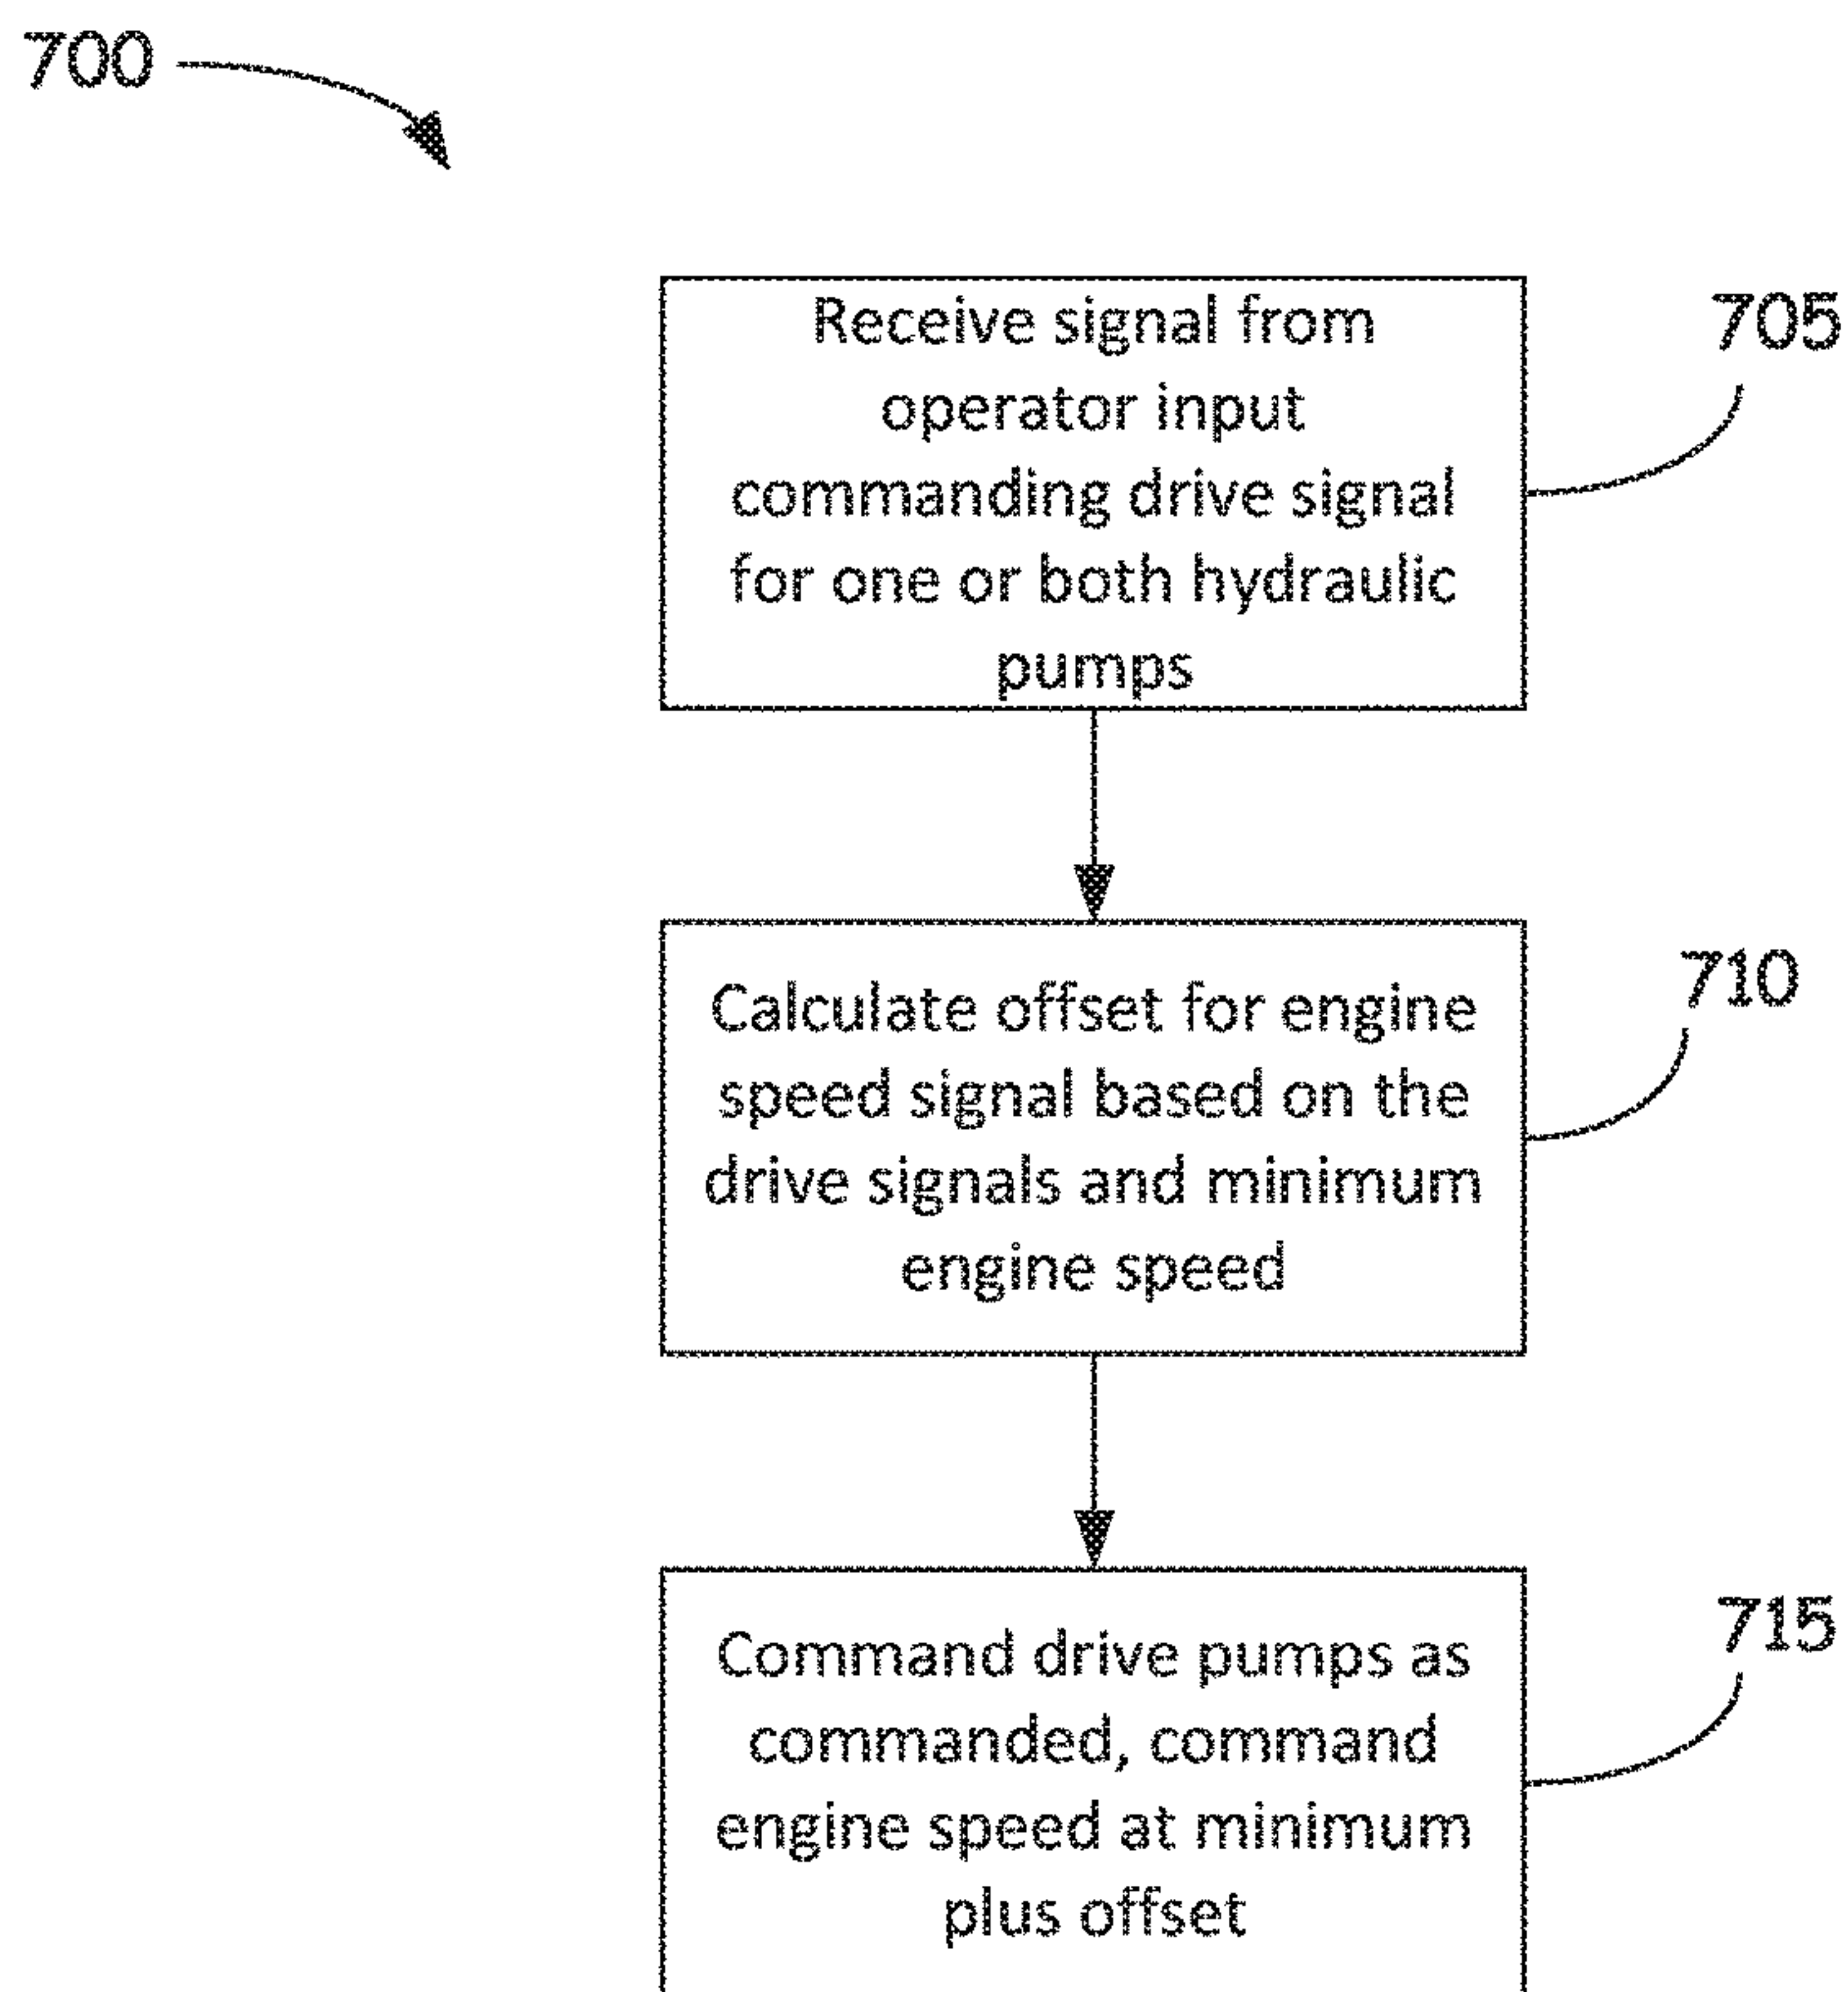 700
Receive signal from
operator input
commanding drive signal
for one or both hydraulic
pumps
705
Calculate offset for engine
speed signal based on the
drive signals and minimum
engine speed
710
Command drive pumps as
commanded, command
engine speed at minimum
plus offset
715